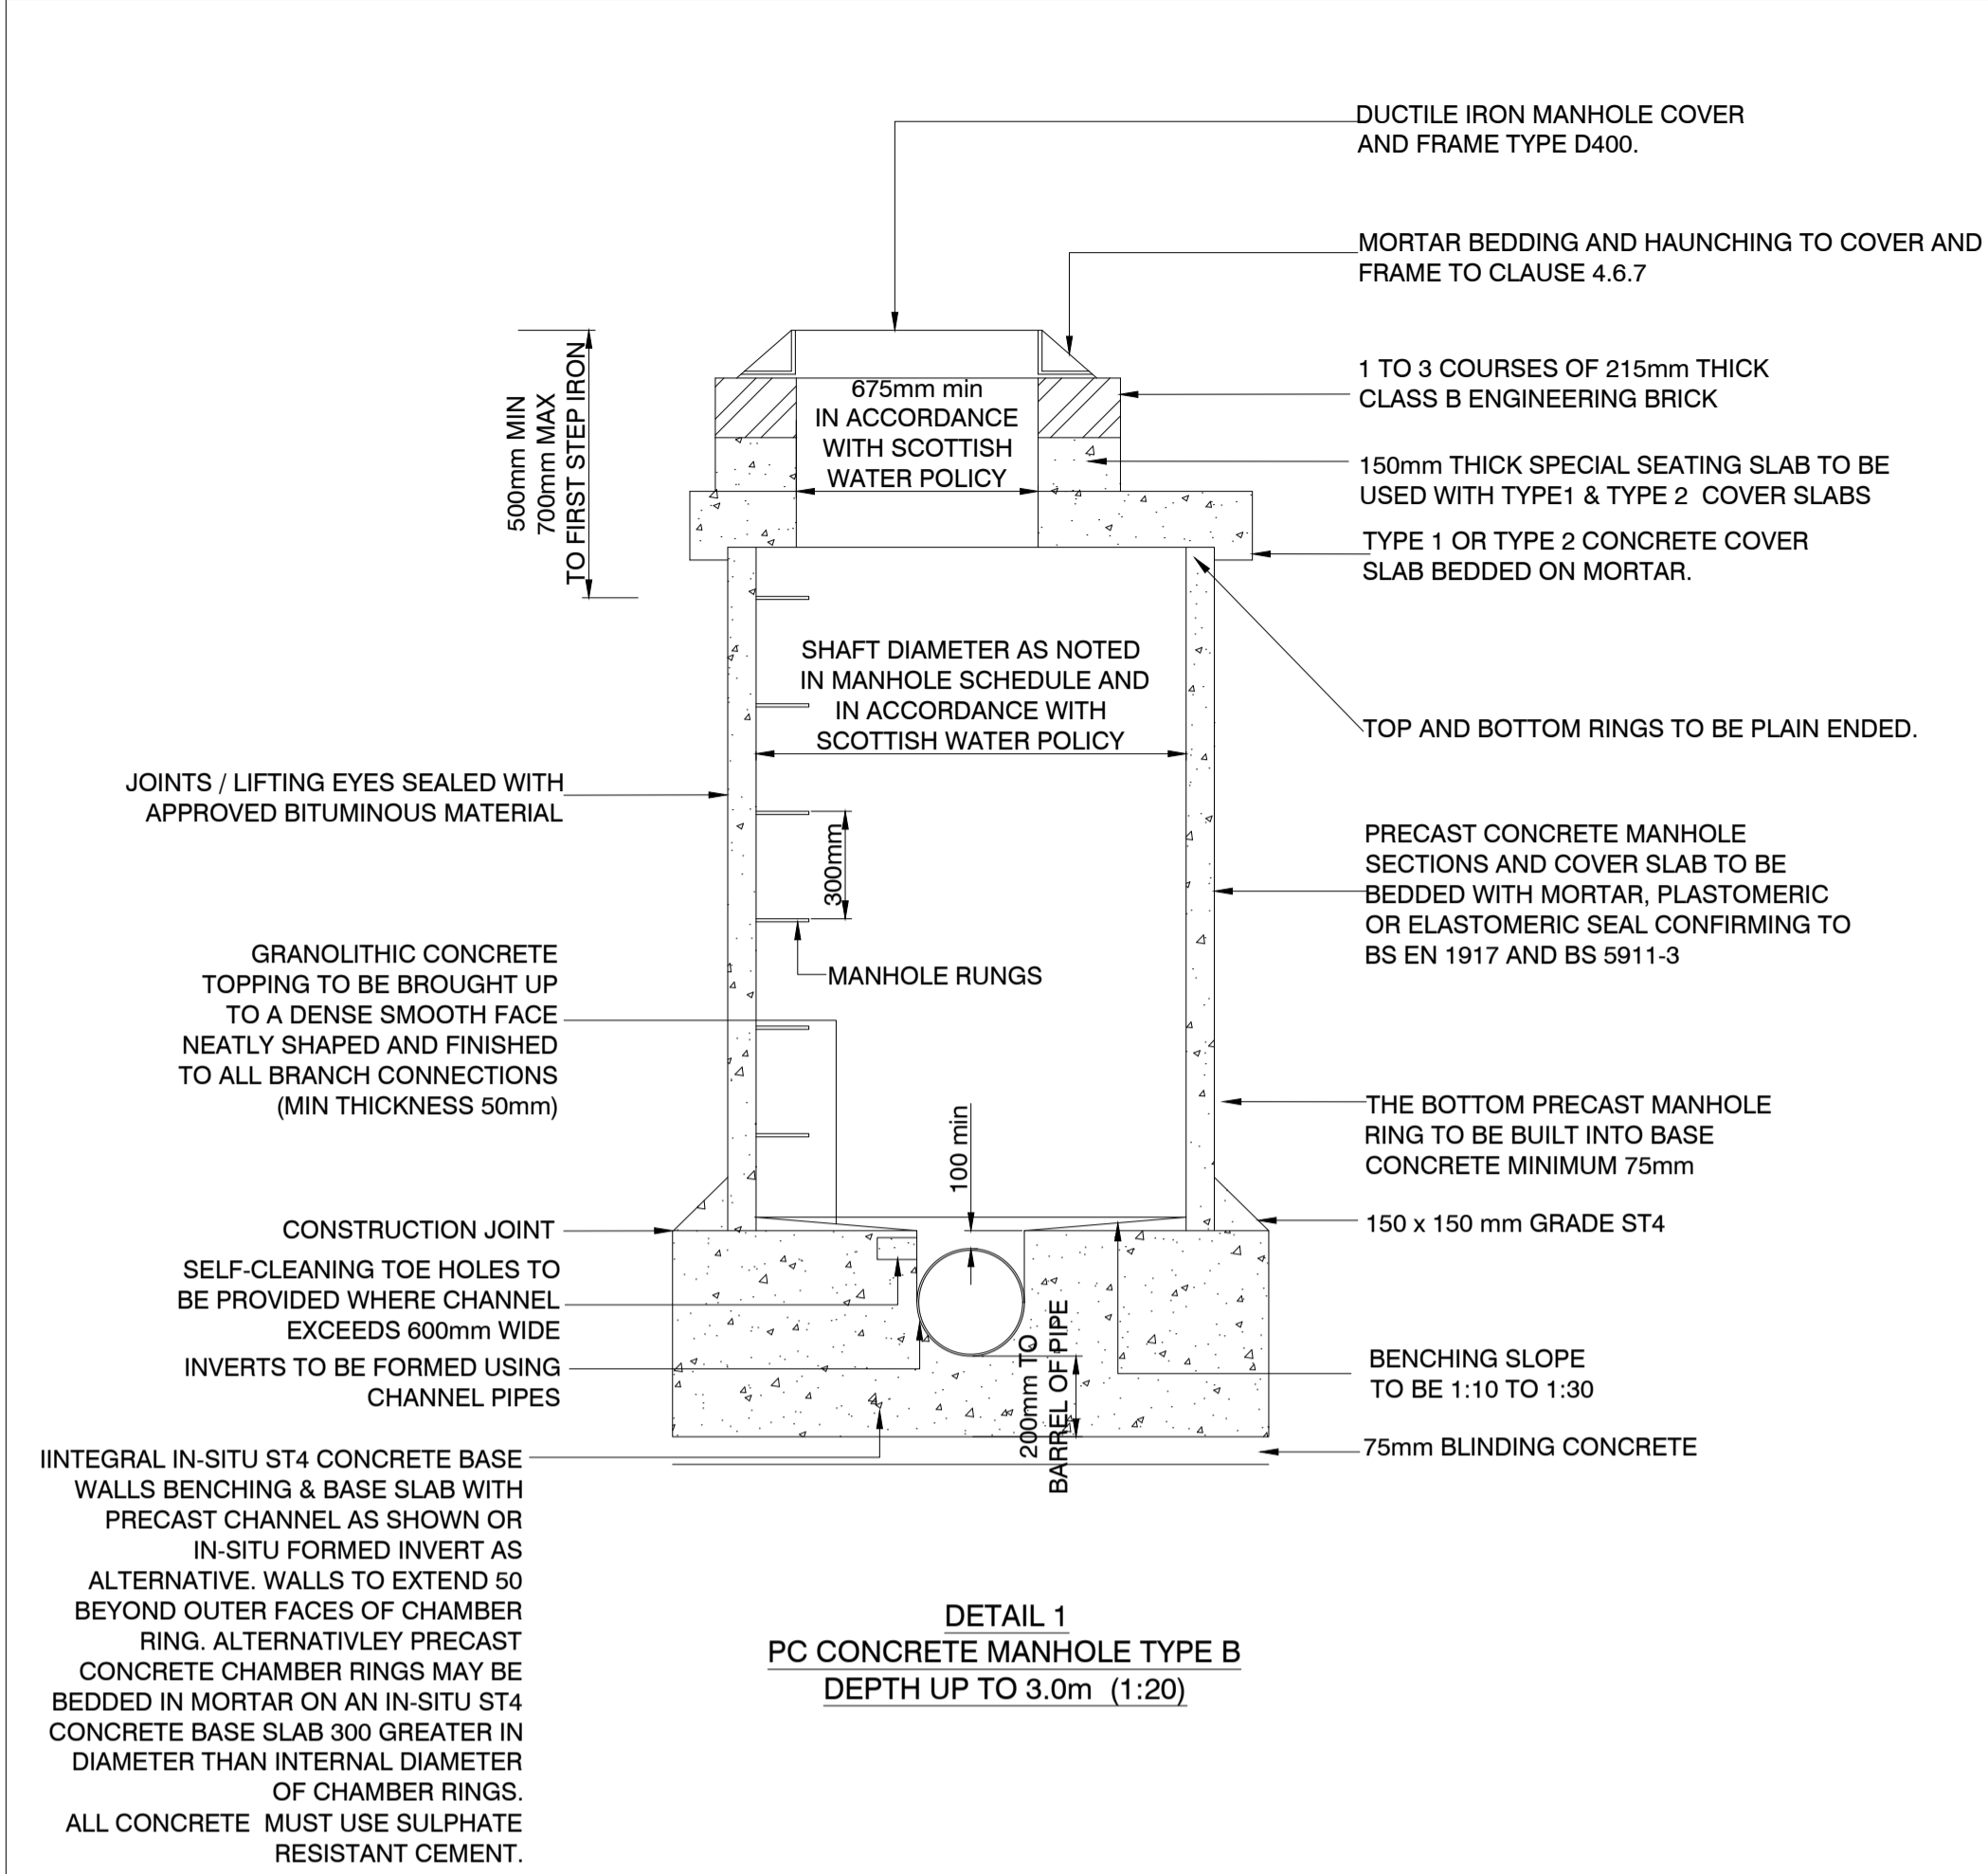 DUCTILE IRON MANHOLE COVER
AND FRAME TYPE D400.
MORTAR BEDDING AND HAUNCHING TO COVER AND
FRAME TO CLAUSE 4.6.7
1 TO 3 COURSES OF 215mm THICK
CLASS B ENGINEERING BRICK
150mm THICK SPECIAL SEATING SLAB TO BE
USED WITH TYPE1 & TYPE 2 COVER SLABS
TYPE 1 OR TYPE 2 CONCRETE COVER
SLAB BEDDED ON MORTAR.
TOP AND BOTTOM RINGS TO BE PLAIN ENDED.
PRECAST CONCRETE MANHOLE
SECTIONS AND COVER SLAB TO BE
BEDDED WITH MORTAR, PLASTOMERIC
OR ELASTOMERIC SEAL CONFIRMING TO
BS EN 1917 AND BS 5911-3
THE BOTTOM PRECAST MANHOLE
RING TO BE BUILT INTO BASE
CONCRETE MINIMUM 75mm
150 x 150 mm GRADE ST4
BENCHING SLOPE
TO BE 1:10 TO 1:30
75mm BLINDING CONCRETE
500mm MIN
700mm MAX
TO FIRST STEP IRON
675mm min
IN ACCORDANCE
WITH SCOTTISH
WATER POLICY
SHAFT DIAMETER AS NOTED
IN MANHOLE SCHEDULE AND
IN ACCORDANCE WITH
SCOTTISH WATER POLICY
300mm
MANHOLE RUNGS
100 min
200mm TO
BARREL OF PIPE
JOINTS / LIFTING EYES SEALED WITH
APPROVED BITUMINOUS MATERIAL
GRANOLITHIC CONCRETE
TOPPING TO BE BROUGHT UP
TO A DENSE SMOOTH FACE
NEATLY SHAPED AND FINISHED
TO ALL BRANCH CONNECTIONS
(MIN THICKNESS 50mm)
CONSTRUCTION JOINT
SELF-CLEANING TOE HOLES TO
BE PROVIDED WHERE CHANNEL
EXCEEDS 600mm WIDE
INVERTS TO BE FORMED USING
CHANNEL PIPES
IINTEGRAL IN-SITU ST4 CONCRETE BASE
WALLS BENCHING & BASE SLAB WITH
PRECAST CHANNEL AS SHOWN OR
IN-SITU FORMED INVERT AS
ALTERNATIVE. WALLS TO EXTEND 50
BEYOND OUTER FACES OF CHAMBER
RING. ALTERNATIVLEY PRECAST
CONCRETE CHAMBER RINGS MAY BE
BEDDED IN MORTAR ON AN IN-SITU ST4
CONCRETE BASE SLAB 300 GREATER IN
DIAMETER THAN INTERNAL DIAMETER
OF CHAMBER RINGS.
ALL CONCRETE MUST USE SULPHATE
RESISTANT CEMENT.
DETAIL 1
PC CONCRETE MANHOLE TYPE B
DEPTH UP TO 3.0m (1:20)